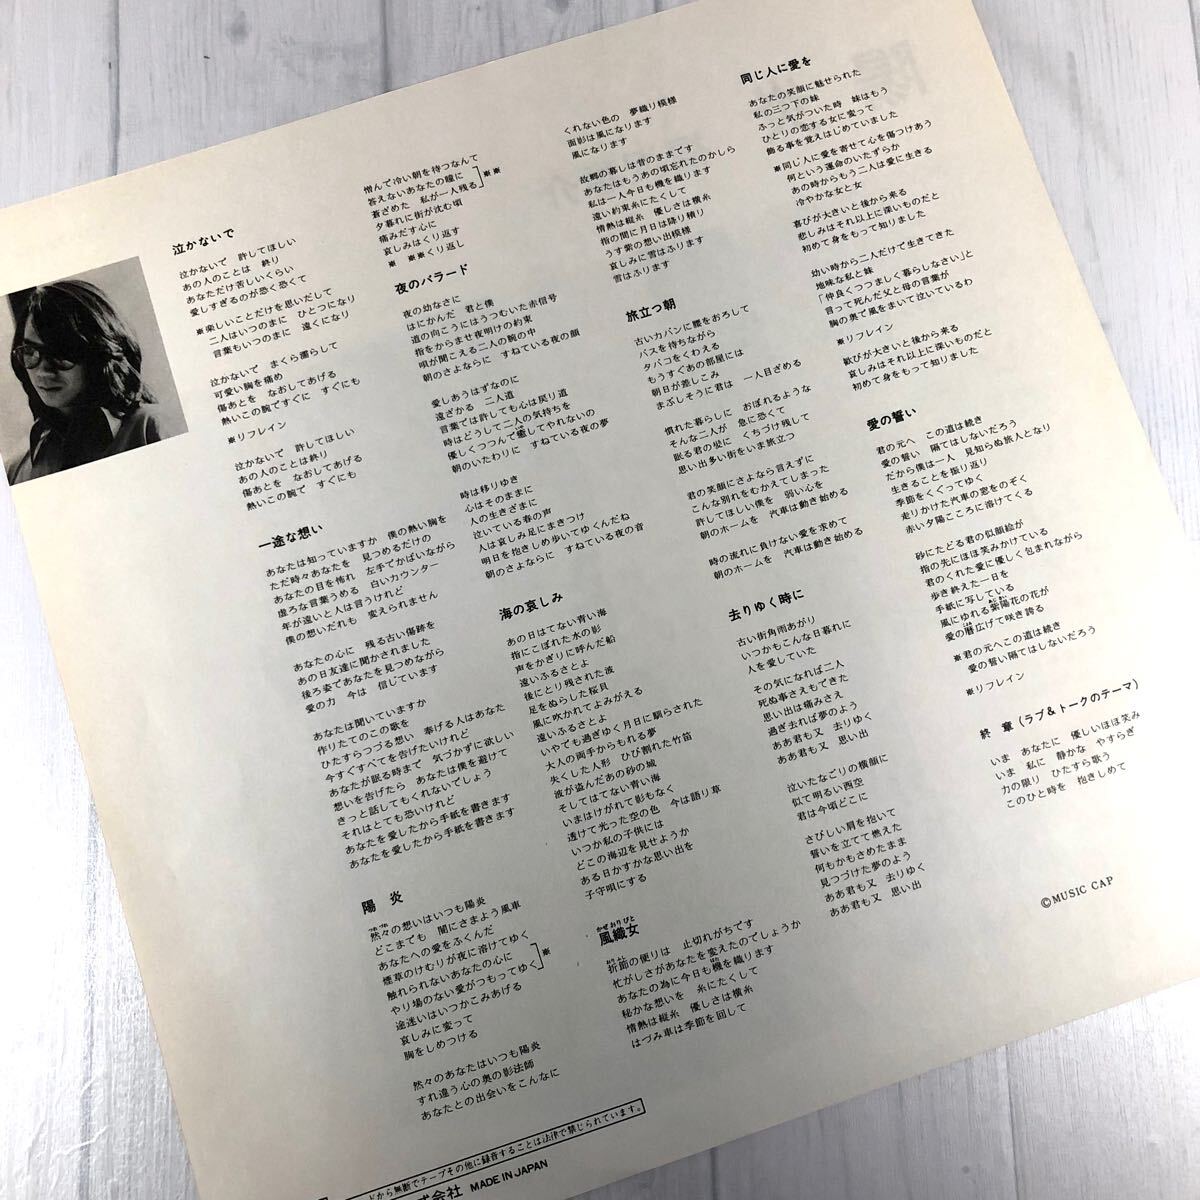 泣かないで
泣かないで 許してほしい
あの人のことは 終り
あなただけ苦しいくらい
愛しすぎるのが恐くて
※楽しいことだけを思いだして
二人はいつのまに ひとつになり
言葉もいつのまに 遠くになり
泣かないで まくら濡らして
可愛い胸を痛め
傷あとを なおしてあげる
熱いこの腕ですぐに すぐにも
※リフレイン
泣かないで 許してほしい
あの人のことは終り
傷あとを なおしてあげる
熱いこの腕で すぐにも
一途な想い
あなたは知っていますか 僕の熱い胸を
ただ時々あなたを 見つめるだけの
あなたの目を怖れ 左手でかばいながら
虚ろな言葉うめる 白いカウンター
年が違いと人は言うけれど
僕の想いだれも 変えられません
あなたの心に 残る古い傷跡を
あの日友達に聞かされました
後ろ姿であなたを見つめながら
愛の力 今は 信じています
あなたは聞いていますか
作りたてのこの歌を
ひたすらつづる想い 奉げる人はあなた
今すぐすべてを告げたいけれど
あなたが眠る時まで 気づかずに欲しい
想いを告げたら あなたは僕を避けて
きっと話してもくれないでしょう
それはとても恐いけれど
あなたを愛したから手紙を書きます
あなたを愛したから手紙を書きます
陽 炎
然々の想いはいつも陽炎
どこまでも 闇にさまよう風車
あなたへの愛をふくんだ
煙草のけむりが夜に溶けてゆく
触れられないあなたの心に
やり場のない愛がつもってゆく ※
途迷いはいつかこみあげる
哀しみに変って
胸をしめつける
然々のあなたはいつも陽炎
すれ違う心の奥の影法師
あなたとの出会いをこんなに
憎んで冷い朝を待つなんて
答えないあなたの瞳に
蒼ざめた 私が一人残る ※※
夕暮れに街が沈む頃
痛みだす心に
哀しみはくり返す
※ ※※くり返し
夜のバラード
夜の幼なさに
はにかんだ 君と僕
道の向こうにはうつむいた赤信号
指をからませ夜明けの約束
唄が聞こえる二人の腕の中
朝のさよならに すねている夜の顔
愛しあうはずなのに
遠ざかる 二人道
言葉では許しても心は戻り道
時はどうして二人の気持ちを
優しくつつんで癒してやれないの
朝のいたわりに すねている夜の夢
時は移りゆき
心はそのままに
人の生きざまに
泣いている春の声
人は哀しみ足にまきつけ
明日を抱きしめ歩いてゆくんだね
朝のさよならに すねている夜の音
海の哀しみ
あの日はてない青い海
指にこぼれた水の影
声をかぎりに呼んだ船
遠いふるさとよ
後にとり残された波
足をぬらした桜貝
風に吹かれてよみがえる
遠いふるさとよ
いやでも過ぎゆく月日に馴らされた
大人の両手からもれる夢
失くした人形 ひび割れた竹笛
波が盗んだあの砂の城
そしてはてない青い海
いまはけがれて影もなく
透けて光った空の色 今は語り草
いつか私の子供には
どこの海辺を見せようか
ある日かすかな思い出を
子守唄にする
かぜおりびと
風織女
折節の便りは 止切れがちです
忙がしさがあなたを変えたのでしょうか
あなたの為に今日も機を織ります
秘かな想いを 糸にたくして
情熱は縦糸 優しさは横糸
はづみ車は季節を回して
くれない色の 夢織り模様
面影は風になります
風になります
故郷の暮しは昔のままです
あなたはもうあの頃忘れたのかしら
私は一人今日も機を織ります
遠い約束糸にたくして
情熱は縦糸 優しさは横糸
指の間に月日は降り積り
うす紫の想い出模様
哀しみに雪はふります
雪はふります
旅立つ朝
古いカバンに腰をおろして
バスを待ちながら
タバコをくわえる
もうすぐあの部屋には
朝日が差しこみ
まぶしそうに君は 一人目ざめる
慣れた暮らしに おぼれるような
そんな二人が 急に恐くて
眠る君の髪に くちづけ残して
思い出多い街をいま旅立つ
君の笑顔にさよなら言えずに
こんな別れをむかえてしまった
許してほしい僕を 弱い心を
朝のホームを 汽車は動き始める
時の流れに負けない愛を求めて
朝のホームを 汽車は動き始める
去りゆく時に
古い街角雨あがり
いつかもこんな日暮れに
人を愛していた
その気になれば二人
死ぬ事さえもできた
思い出は痛みさえ
過ぎ去れば夢のよう
ああ君も又 去りゆく
ああ君も又 思い出
泣いたなごりの横顔に
似て明るい西空
君は今頃どこに
さびしい肩を抱いて
誓いを立てて燃えた
何もかもさめたまま
見つづけた夢のよう
ああ君も又 去りゆく
ああ君も又 思い出
同じ人に愛を
あなたの笑顔に魅せられた
私の三つ下の妹
ふっと気がついた時 妹はもう
ひとりの恋する女に変って
飾る事を覚えはじめていました
※同じ人に愛を寄せて心を傷つけあう
何という運命のいたずらか
あの時からもう二人は愛に生きる
冷やかな女と女
喜びが大きいと後から来る
悲しみはそれ以上に深いものだと
初めて身をもって知りました
幼い時から二人だけで生きてきた
地味な私と妹
「仲良くつつましく暮らしなさい」と
言って死んだ父と母の言葉が
胸の奥で風をまいて泣いているわ
※リフレイン
歓びが大きいと後から来る
哀しみはそれ以上に深いものだと
初めて身をもって知りました
愛の誓い
君の元へ この道は続き
愛の誓い 隔てはしないだろう
だから僕は一人 見知らぬ旅人となり
生きることを振り返り
季節をくぐってゆく
走りかけた汽車の窓をのぞく
赤い夕陽こころに溶けてくる
砂にたどる君の似顔絵が
指の先にほほ笑みかけている
君のくれた愛に優しく包まれながら
歩き終えた一日を
手紙に写している
風にゆれる紫陽花の花が
愛の暦広げて咲き誇る
※君の元へこの道は続き
愛の誓い隔てはしないだろう
※リフレイン
終 章(ラブ&トークのテーマ)
いま あなたに 優しいほほ笑み
いま 私に 静かな やすらぎ
力の限り ひたすら歌う
このひと時を 抱きしめて
©MUSIC CAP
ドから無断でテープその他に録音することは法律で禁じられています。
式会社 MADE IN JAPAN